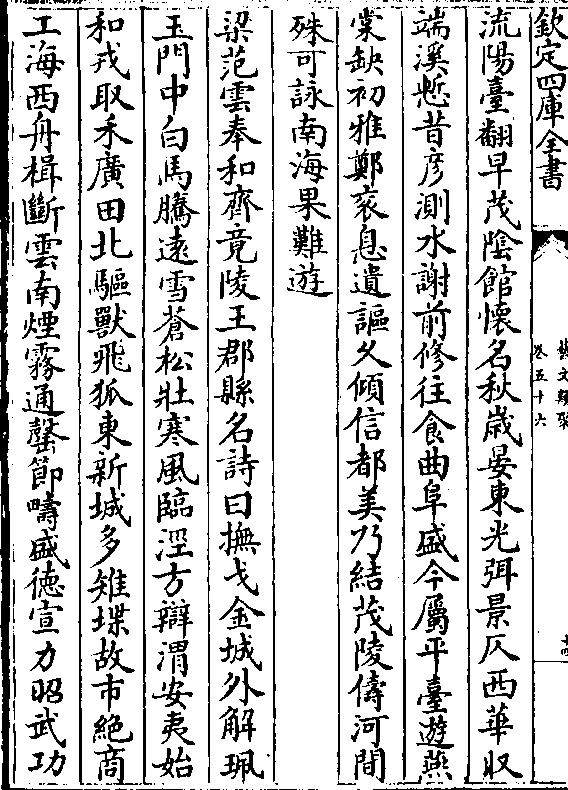 欽定四庫全書
藝文類聚
卷五十六
十四
流陽臺翻早茂陰館懷名秋歲晏東光弭景仄西華収
端溪慙昔彥測水謝前修往食曲阜盛今屬平臺遊燕
棠缺初雅鄭衮息遺謳久傾信都美乃結茂陵儔河間
殊可詠南海果難遊
梁范雲奉和齊竟陵王郡縣名詩曰撫戈金城外解珮
玉門中白馬騰遠雪蒼松壯寒風臨涇方辯渭安夷始
和戎取禾廣田北驅獸飛狐東新城多雉堞故市絶商
工海西舟楫斷雲南煙霧通罄節疇盛徳宣力昭武功